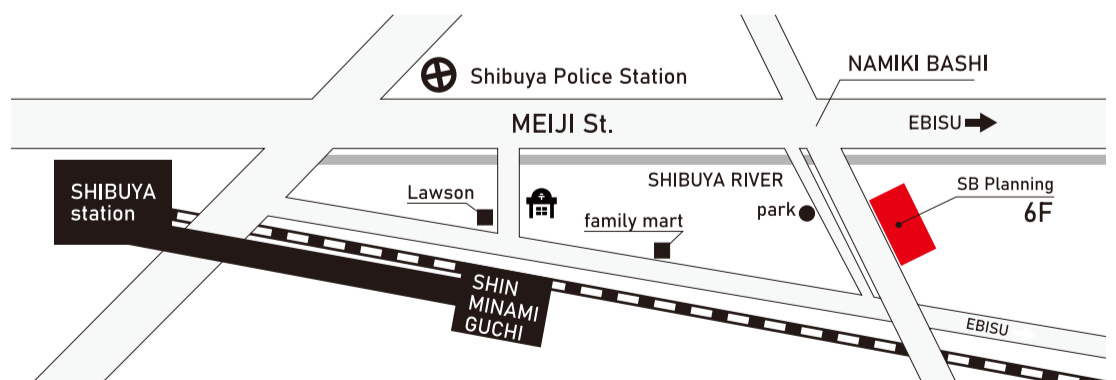 Shibuya Police Station
NAMIKI BASHI
MEIJI St.
EBISU
SHIBUYA
station
Lawson
SHIBUYA RIVER
family mart
park
SB Planning
6F
SHIN
MINAMI
GUCHI
EBISU